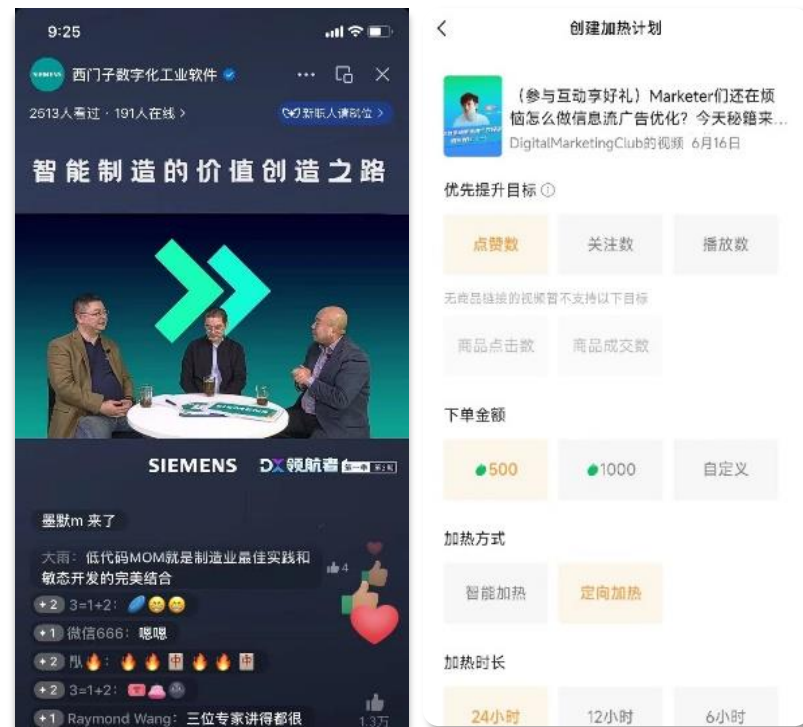 9:25
西门子数字化工业软件
2513人看过 · 191人在线 >
新职人请就位 >
智能制造的价值创造之路
SIEMENS
SIEMENS DX领航者
墨默m 来了
大雨：低代码MOM就是制造业最佳实践和
敏态开发的完美结合
4
+2 3=1+2：
+1 微信666：嗯嗯
+2
+2 3=1+2：
+1 Raymond Wang：三位专家讲得都很
1.3万
创建加热计划
（参与互动享好礼）Marketer们还在烦
恼怎么做信息流广告优化？今天秘籍来...
DigitalMarketingClub的视频 6月16日
优先提升目标
点赞数 关注数 播放数
无商品链接的视频暂不支持以下目标
商品点击数 商品成交数
下单金额
500 1000 自定义
加热方式
智能加热 定向加热
加热时长
24小时 12小时 6小时